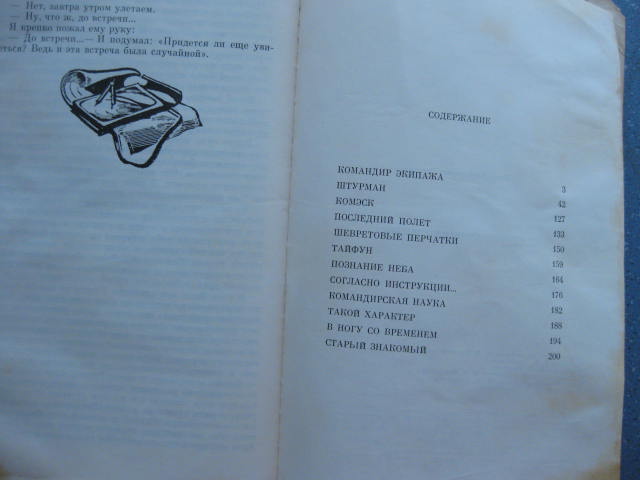 — Нет, завтра утром улетаем.
— Ну, что ж, до встречи...
Я крепко пожал ему руку:
— До встречи...— И подумал: «Придется ли еще уви-
еться? Ведь и эта встреча была случайной».
СОДЕРЖАНИЕ
КОМАНДИР ЭКИПАЖА 3
ШТУРМАН 42
КОМЭСК 127
ПОСЛЕДНИЙ ПОЛЕТ 133
ШЕВРЕТОВЫЕ ПЕРЧАТКИ 150
ТАЙФУН 159
ПОЗНАНИЕ НЕБА 164
СОГЛАСНО ИНСТРУКЦИИ... 176
КОМАНДИРСКАЯ НАУКА 182
ТАКОЙ ХАРАКТЕР 188
В НОГУ СО ВРЕМЕНЕМ 194
СТАРЫЙ ЗНАКОМЫЙ 200